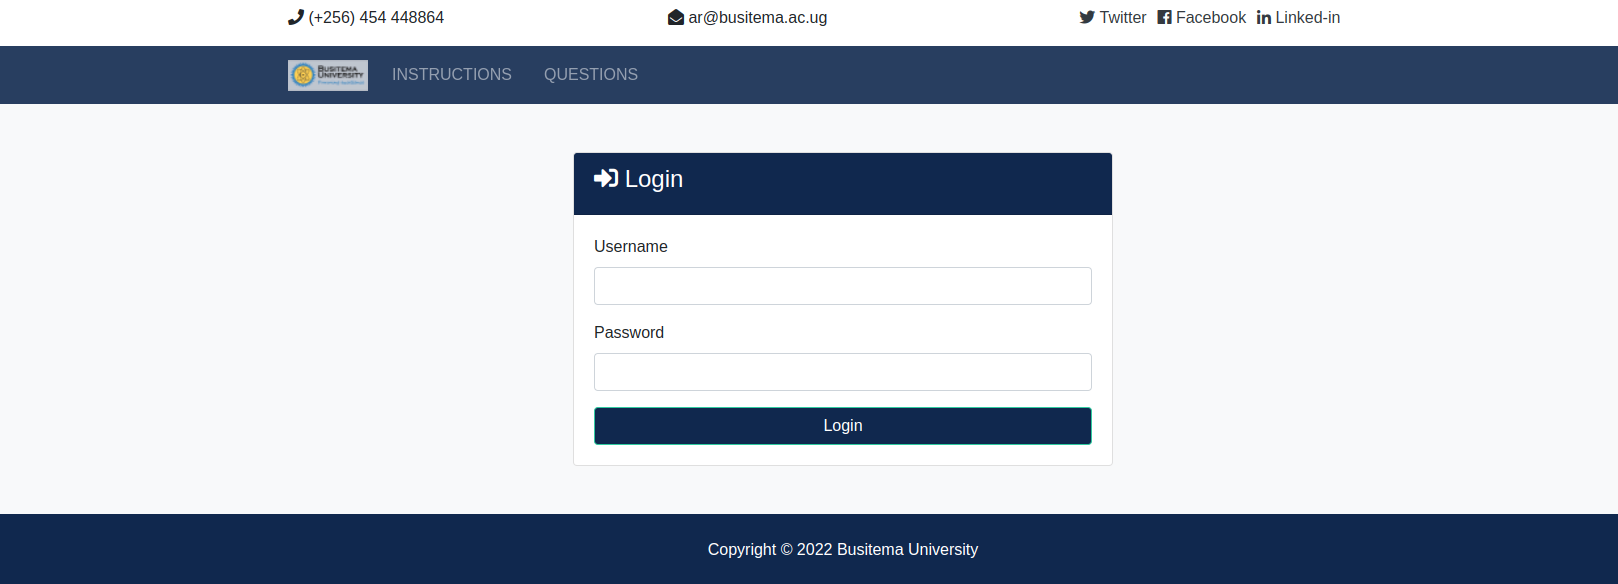 (+256) 454 448864
ar@busitema.ac.ug
Twitter Facebook Linked-in
BUSITEMA
UNIVERSITY
INSTRUCTIONS QUESTIONS
Login
Username
Password
Login
Copyright © 2022 Busitema University